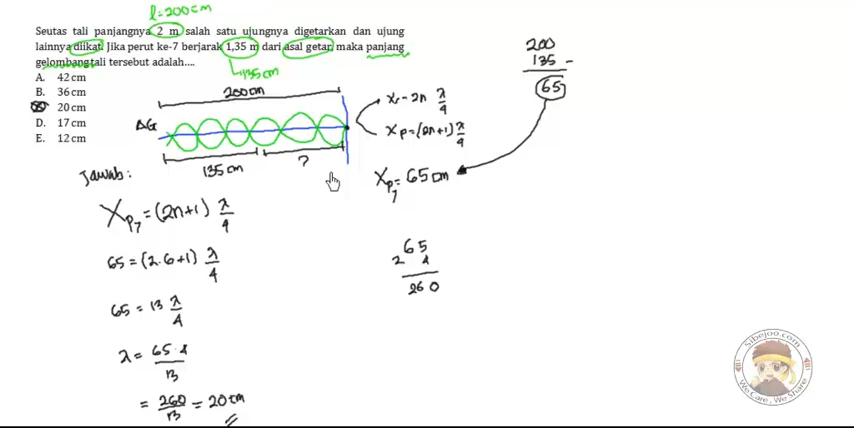 l = 200 cm
Seutas tali panjangnya 2 m salah satu ujungnya digetarkan dan ujung
lainnya diikat. Jika perut ke-7 berjarak 1,35 m dari asal getar, maka panjang
gelombang tali tersebut adalah....
135 cm
A. 42 cm
B. 36 cm
20 cm
D. 17 cm
E. 12 cm
200 cm
AG
135 cm
?
xs = 2n λ/4
xp = (2n+1) λ/4
200
135 -
65
Xp7 = 65 cm
Jawab:
Xp7 = (2n+1) λ/4
65 = (2.6+1) λ/4
65 = 13 λ/4
λ = 65.4/13
= 260/13 = 20 cm
2 65
4
260
Sibejoo.com
We Care, We Share